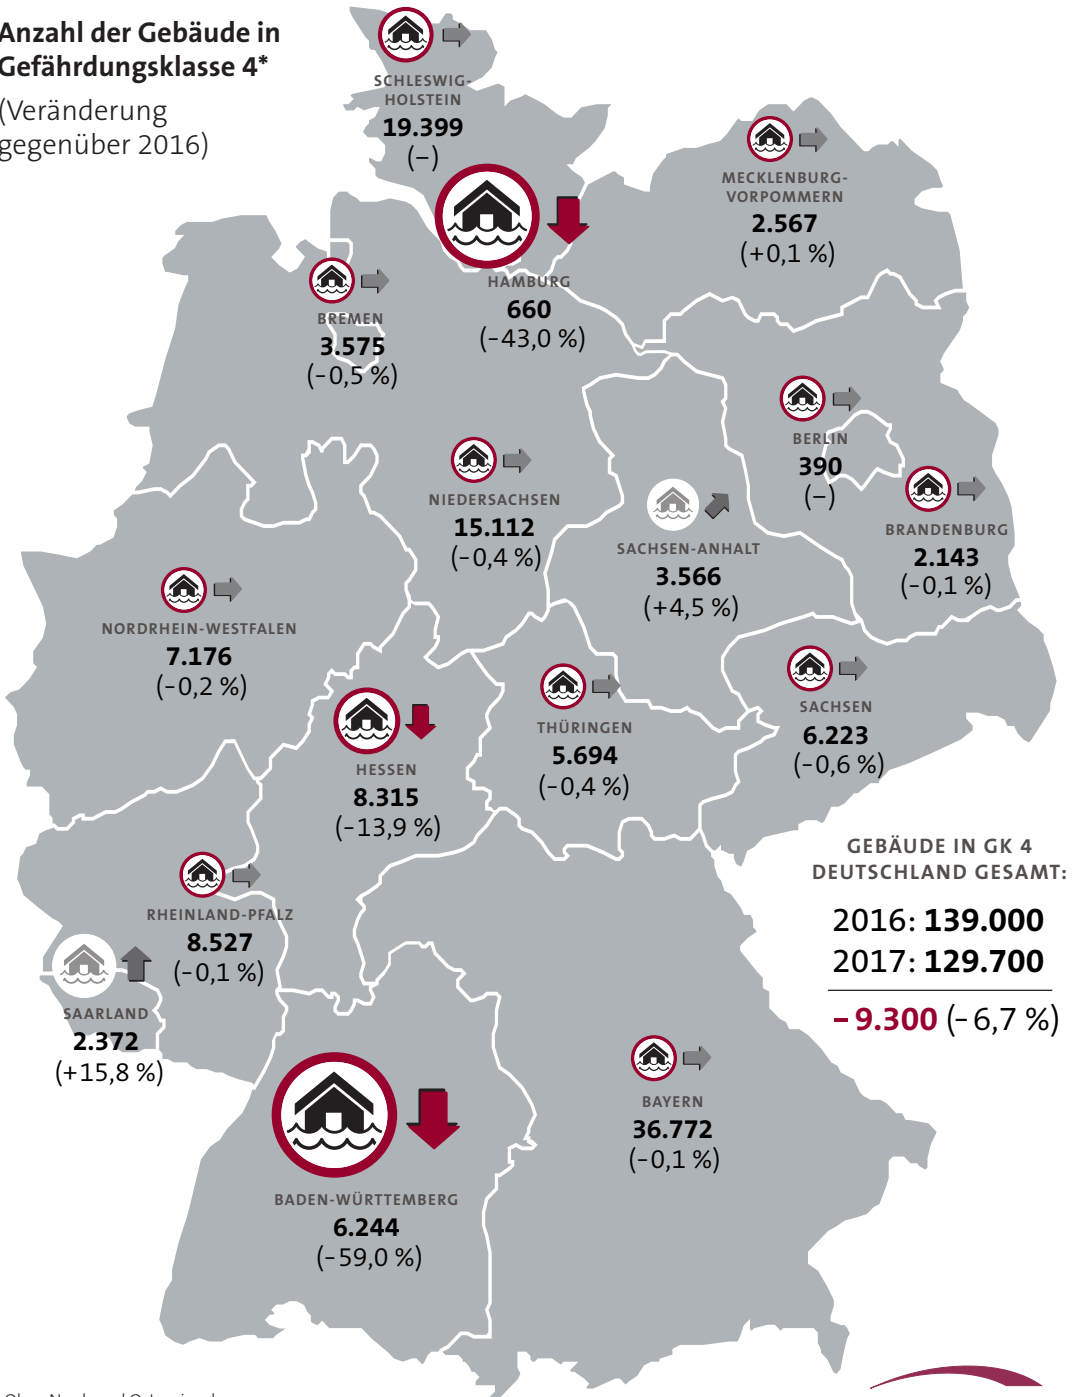 Anzahl der Gebäude in
Gefährdungsklasse 4*
(Veränderung
gegenüber 2016)
SCHLESWIG-
HOLSTEIN
19.399
(–)
MECKLENBURG-
VORPOMMERN
2.567
(+0,1 %)
HAMBURG
660
(–43,0 %)
BREMEN
3.575
(–0,5 %)
BERLIN
390
(–)
NIEDERSACHSEN
15.112
(–0,4 %)
SACHSEN-ANHALT
3.566
(+4,5 %)
BRANDENBURG
2.143
(–0,1 %)
NORDRHEIN-WESTFALEN
7.176
(–0,2 %)
THÜRINGEN
5.694
(–0,4 %)
SACHSEN
6.223
(–0,6 %)
HESSEN
8.315
(–13,9 %)
GEBÄUDE IN GK 4
DEUTSCHLAND GESAMT:
2016: 139.000
2017: 129.700
–9.300 (–6,7 %)
RHEINLAND-PFALZ
8.527
(–0,1 %)
SAARLAND
2.372
(+15,8 %)
BAYERN
36.772
(–0,1 %)
BADEN-WÜRTTEMBERG
6.244
(–59,0 %)